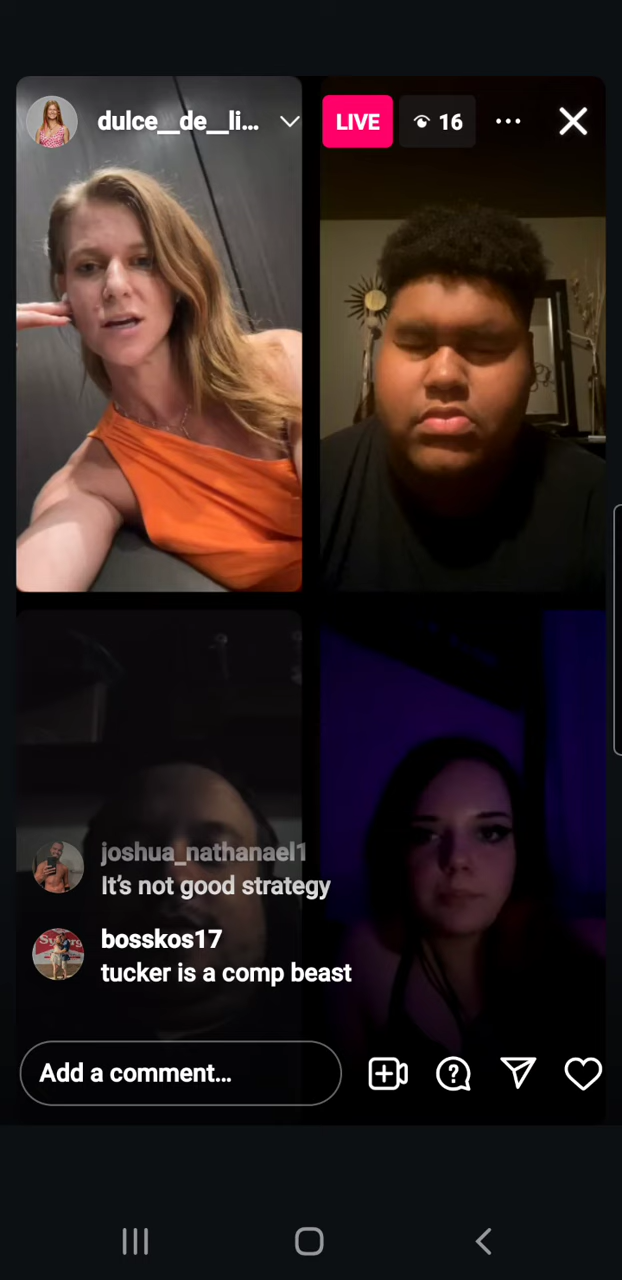 dulce__de__li...
LIVE
16
joshua_nathanael1
It's not good strategy
bosskos17
tucker is a comp beast
Add a comment...